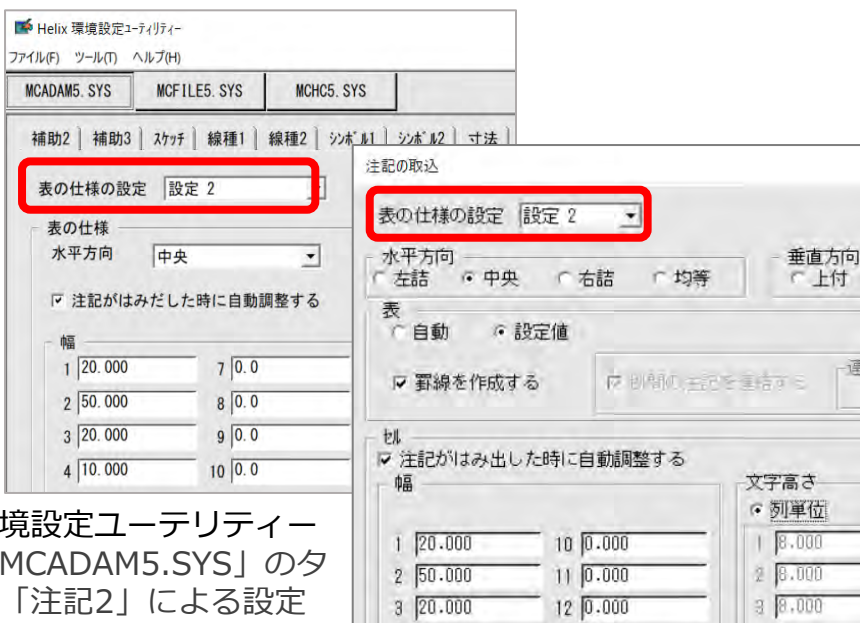 Helix 環境設定ﾕｰﾃｨﾘﾃｨｰ
ファイル(F) ツール(T) ヘルプ(H)
MCADAM5.SYS MCFILE5.SYS MCHC5.SYS
補助2 補助3 ｽｹｯﾁ 線種1 線種2 ｼﾝﾎﾞﾙ1 ｼﾝﾎﾞﾙ2 寸法
表の仕様の設定 設定 2
表の仕様
水平方向 中央
注記がはみだした時に自動調整する
幅
1 20.000 7 0.0
2 50.000 8 0.0
3 20.000 9 0.0
4 10.000 10 0.0
境設定ユーテリティー
MCADAM5.SYS」のタ
「注記2」による設定
注記の取込
表の仕様の設定 設定 2
水平方向 垂直方向
左詰 中央 右詰 均等 上付
表
自動 設定値
罫線を作成する
セル
注記がはみ出した時に自動調整する
幅 文字高さ
列単位
1 20.000 10 0.000 1 8.000
2 50.000 11 0.000 2 8.000
3 20.000 12 0.000 3 8.000